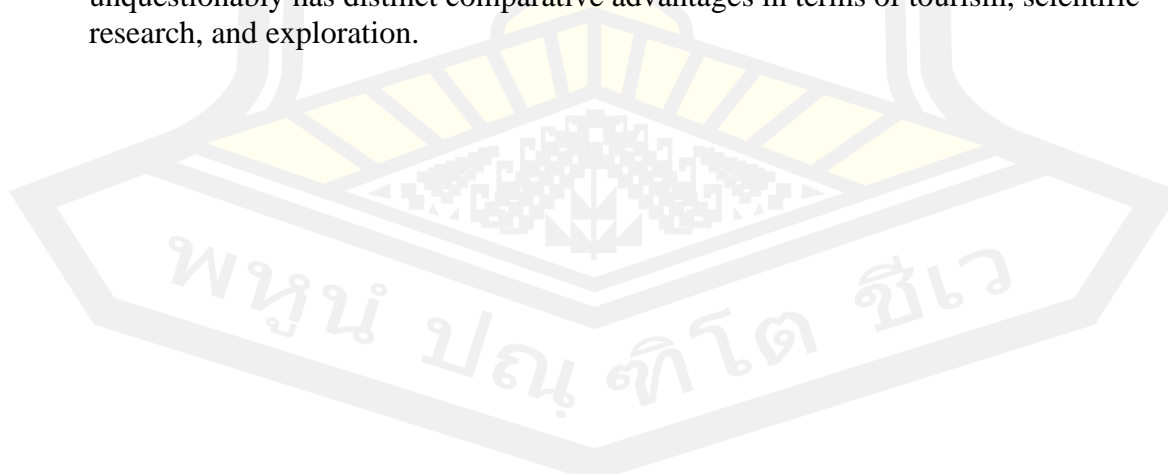 unquestionably has distinct comparative advantages in terms of tourism, scientific
research, and exploration.
พหูนํ ปณฺฑิโต ชีเว